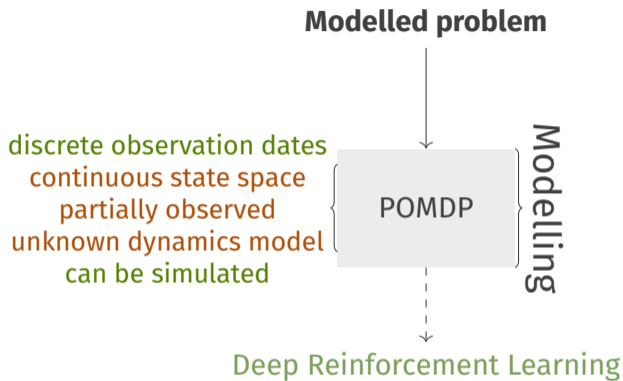 Modelled problem
discrete observation dates
continuous state space
partially observed
unknown dynamics model
can be simulated
POMDP
Modelling
Deep Reinforcement Learning